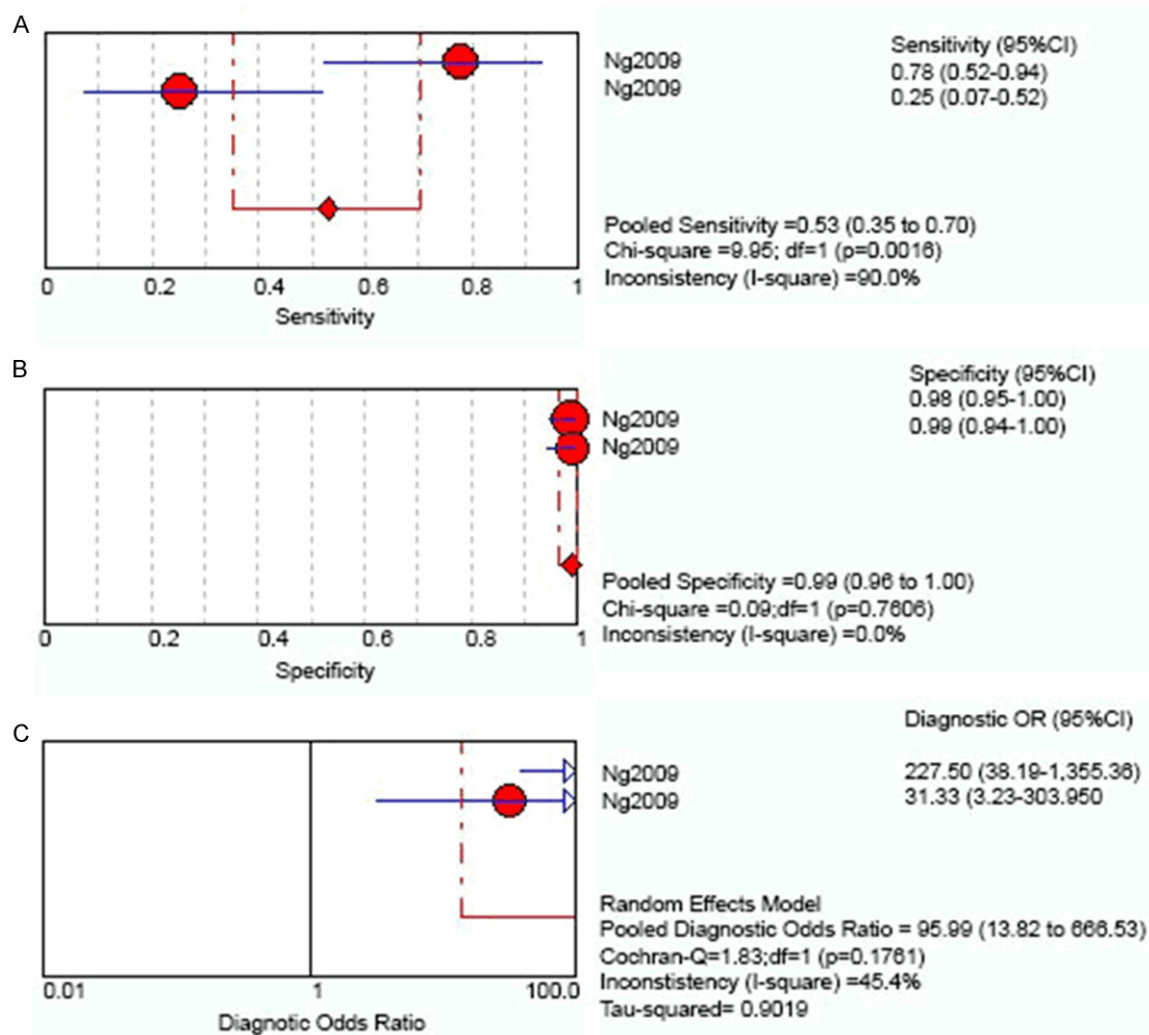 A
Ng2009
Ng2009
Sensitivity (95%CI)
0.78 (0.52-0.94)
0.25 (0.07-0.52)
Pooled Sensitivity =0.53 (0.35 to 0.70)
Chi-square =9.95; df=1 (p=0.0016)
Inconsistency (I-square) =90.0%
0 0.2 0.4 0.6 0.8 1
Sensitivity
B
Ng2009
Ng2009
Specificity (95%CI)
0.98 (0.95-1.00)
0.99 (0.94-1.00)
Pooled Specificity =0.99 (0.96 to 1.00)
Chi-square =0.09;df=1 (p=0.7606)
Inconsistency (I-square) =0.0%
0 0.2 0.4 0.6 0.8 1
Specificity
C
Ng2009
Ng2009
Diagnostic OR (95%CI)
227.50 (38.19-1,355.36)
31.33 (3.23-303.950
Random Effects Model
Pooled Diagnostic Odds Ratio = 95.99 (13.82 to 666.53)
Cochran-Q=1.83;df=1 (p=0.1761)
Inconstistency (I-square) =45.4%
Tau-squared= 0.9019
0.01 1 100.0
Diagnotic Odds Ratio